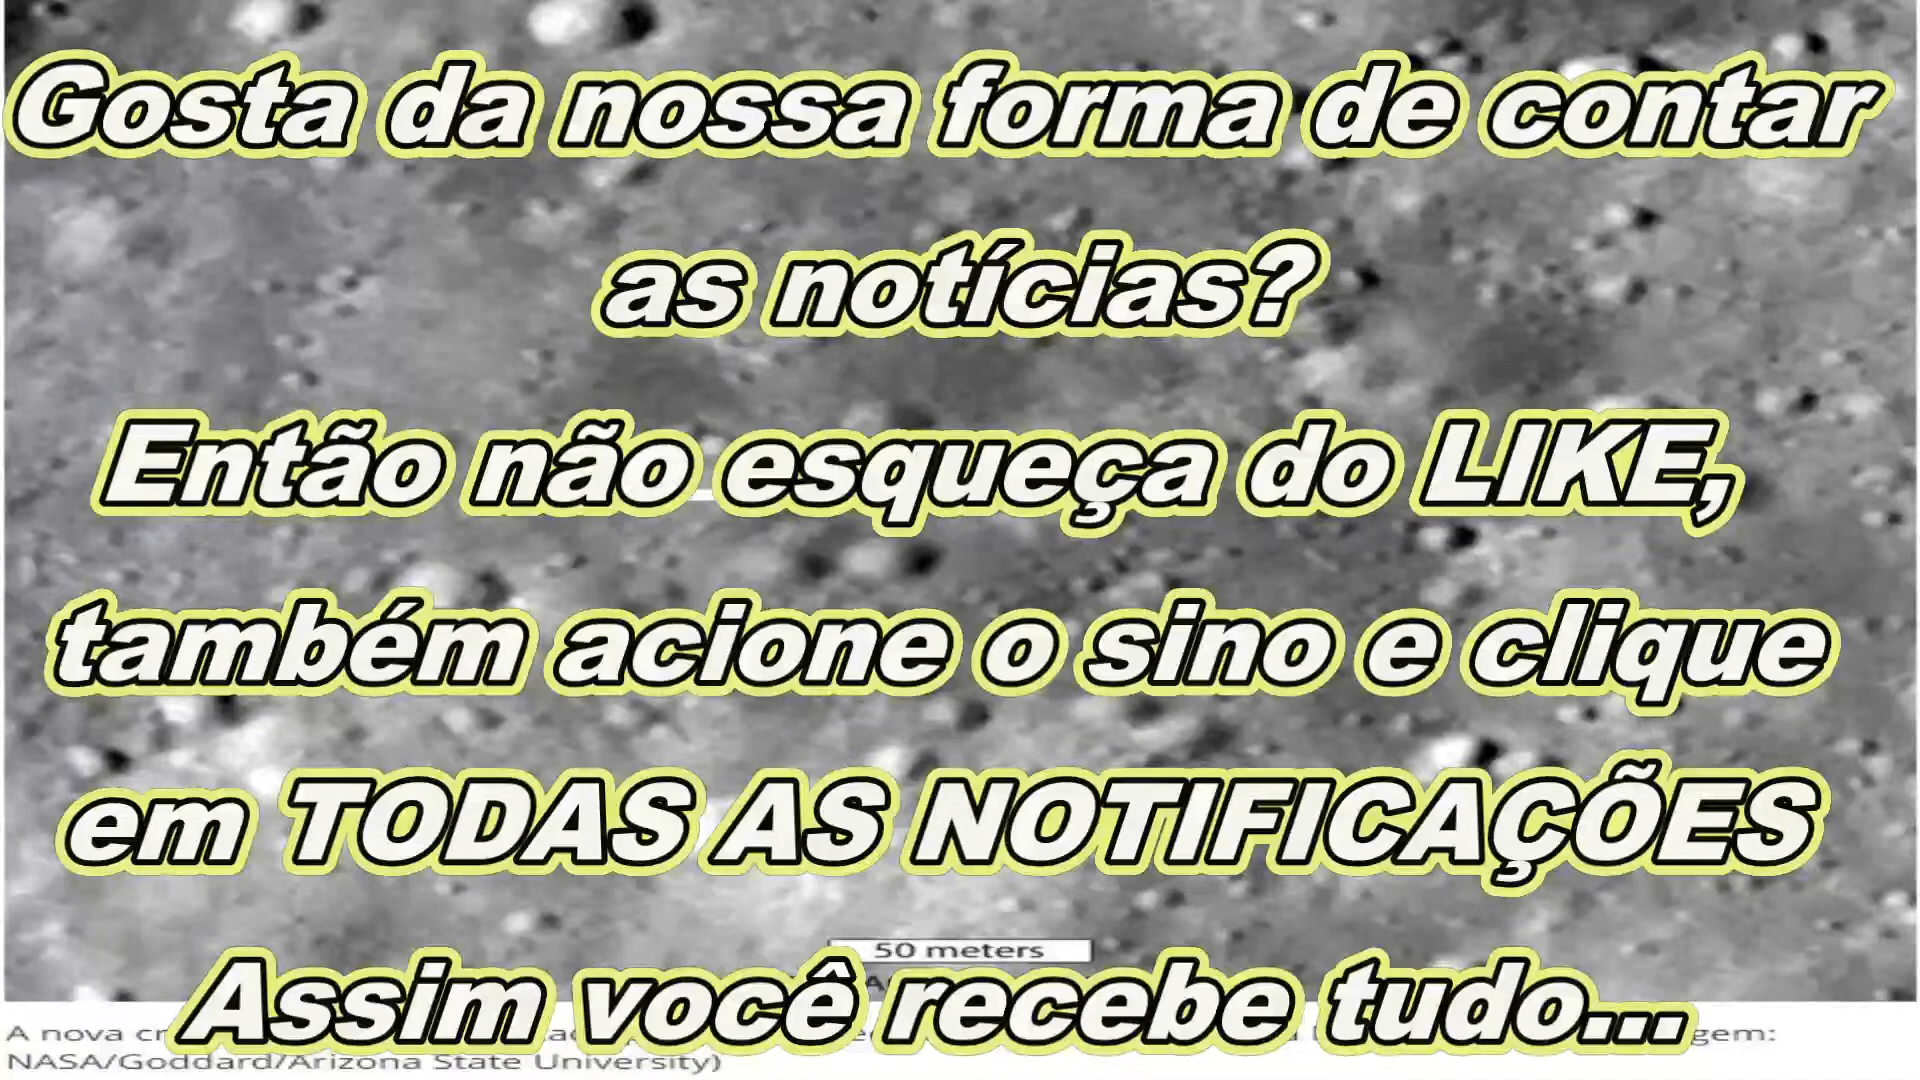 Gosta da nossa forma de contar
as notícias?
Então não esqueça do LIKE,
também acione o sino e clique
em TODAS AS NOTIFICAÇÕES
50 meters
Assim você recebe tudo...
A nova
NASA/Goddard/Arizona State University)